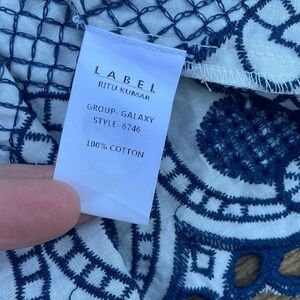 LABEL
RITU KUMAR
GROUP: GALAXY
STYLE- 6746
100% COTTON